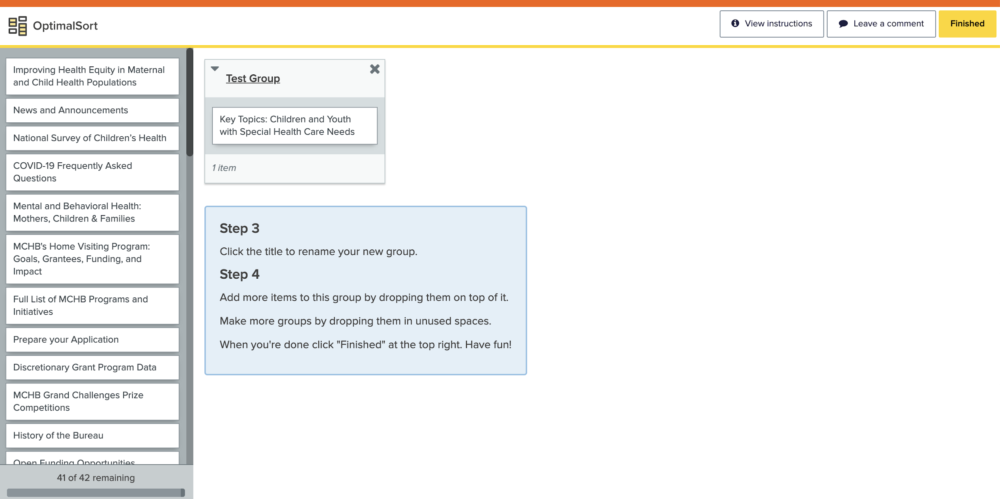 OptimalSort
View instructions
Leave a comment
Finished
Improving Health Equity in Maternal
and Child Health Populations
News and Announcements
National Survey of Children’s Health
COVID-19 Frequently Asked
Questions
Mental and Behavioral Health:
Mothers, Children & Families
MCHB's Home Visiting Program:
Goals, Grantees, Funding, and
Impact
Full List of MCHB Programs and
Initiatives
Prepare your Application
Discretionary Grant Program Data
MCHB Grand Challenges Prize
Competitions
History of the Bureau
Open Funding Opportunities
41 of 42 remaining
Test Group
Key Topics: Children and Youth
with Special Health Care Needs
1 item
Step 3
Click the title to rename your new group.
Step 4
Add more items to this group by dropping them on top of it.
Make more groups by dropping them in unused spaces.
When you're done click "Finished" at the top right. Have fun!